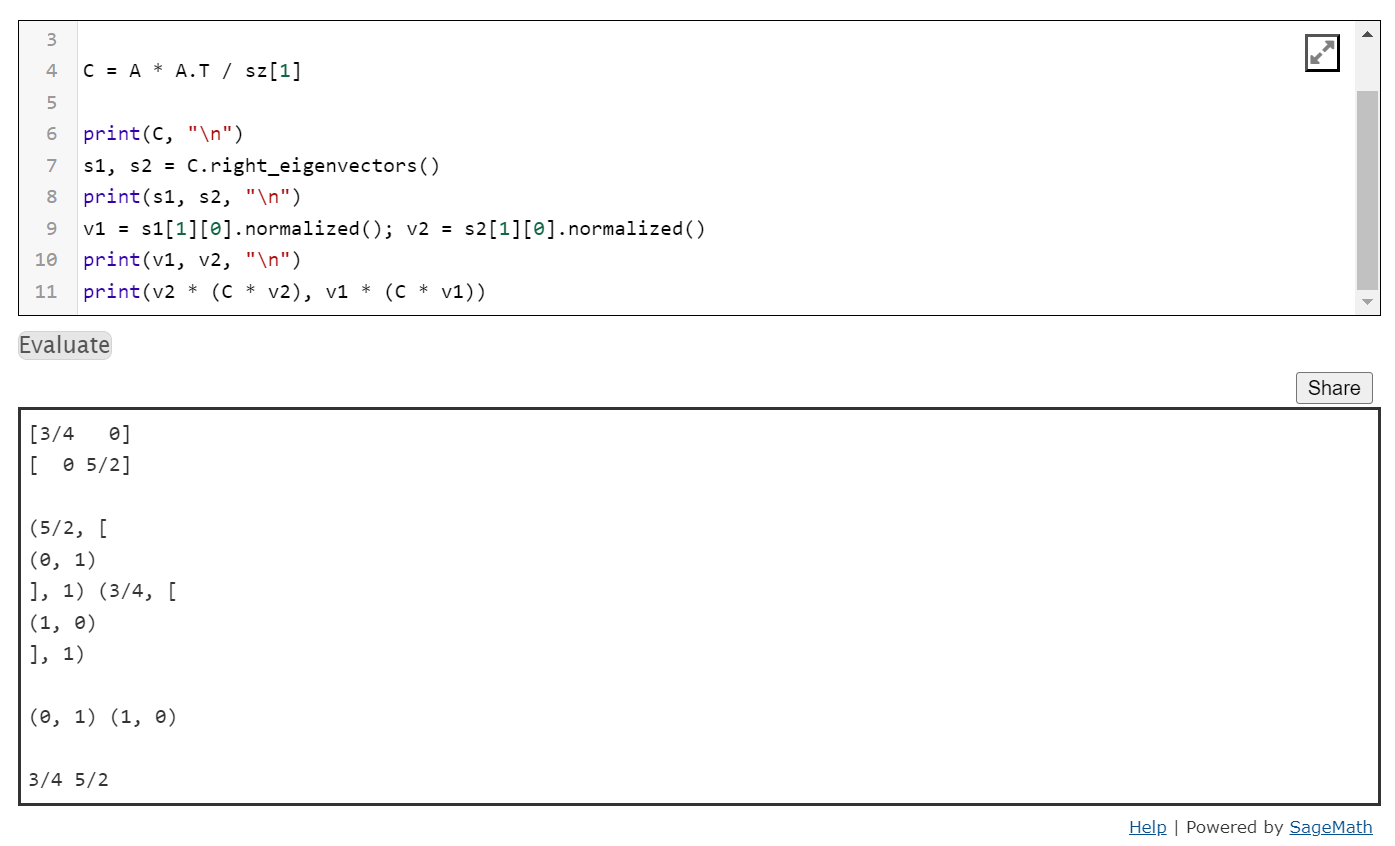 3
4 C = A * A.T / sz[1]
5
6 print(C, "\n")
7 s1, s2 = C.right_eigenvectors()
8 print(s1, s2, "\n")
9 v1 = s1[1][0].normalized(); v2 = s2[1][0].normalized()
10 print(v1, v2, "\n")
11 print(v2 * (C * v2), v1 * (C * v1))
Evaluate
Share
[3/4   0]
[  0 5/2]
(5/2, [
(0, 1)
], 1) (3/4, [
(1, 0)
], 1)
(0, 1) (1, 0)
3/4 5/2
Help | Powered by SageMath